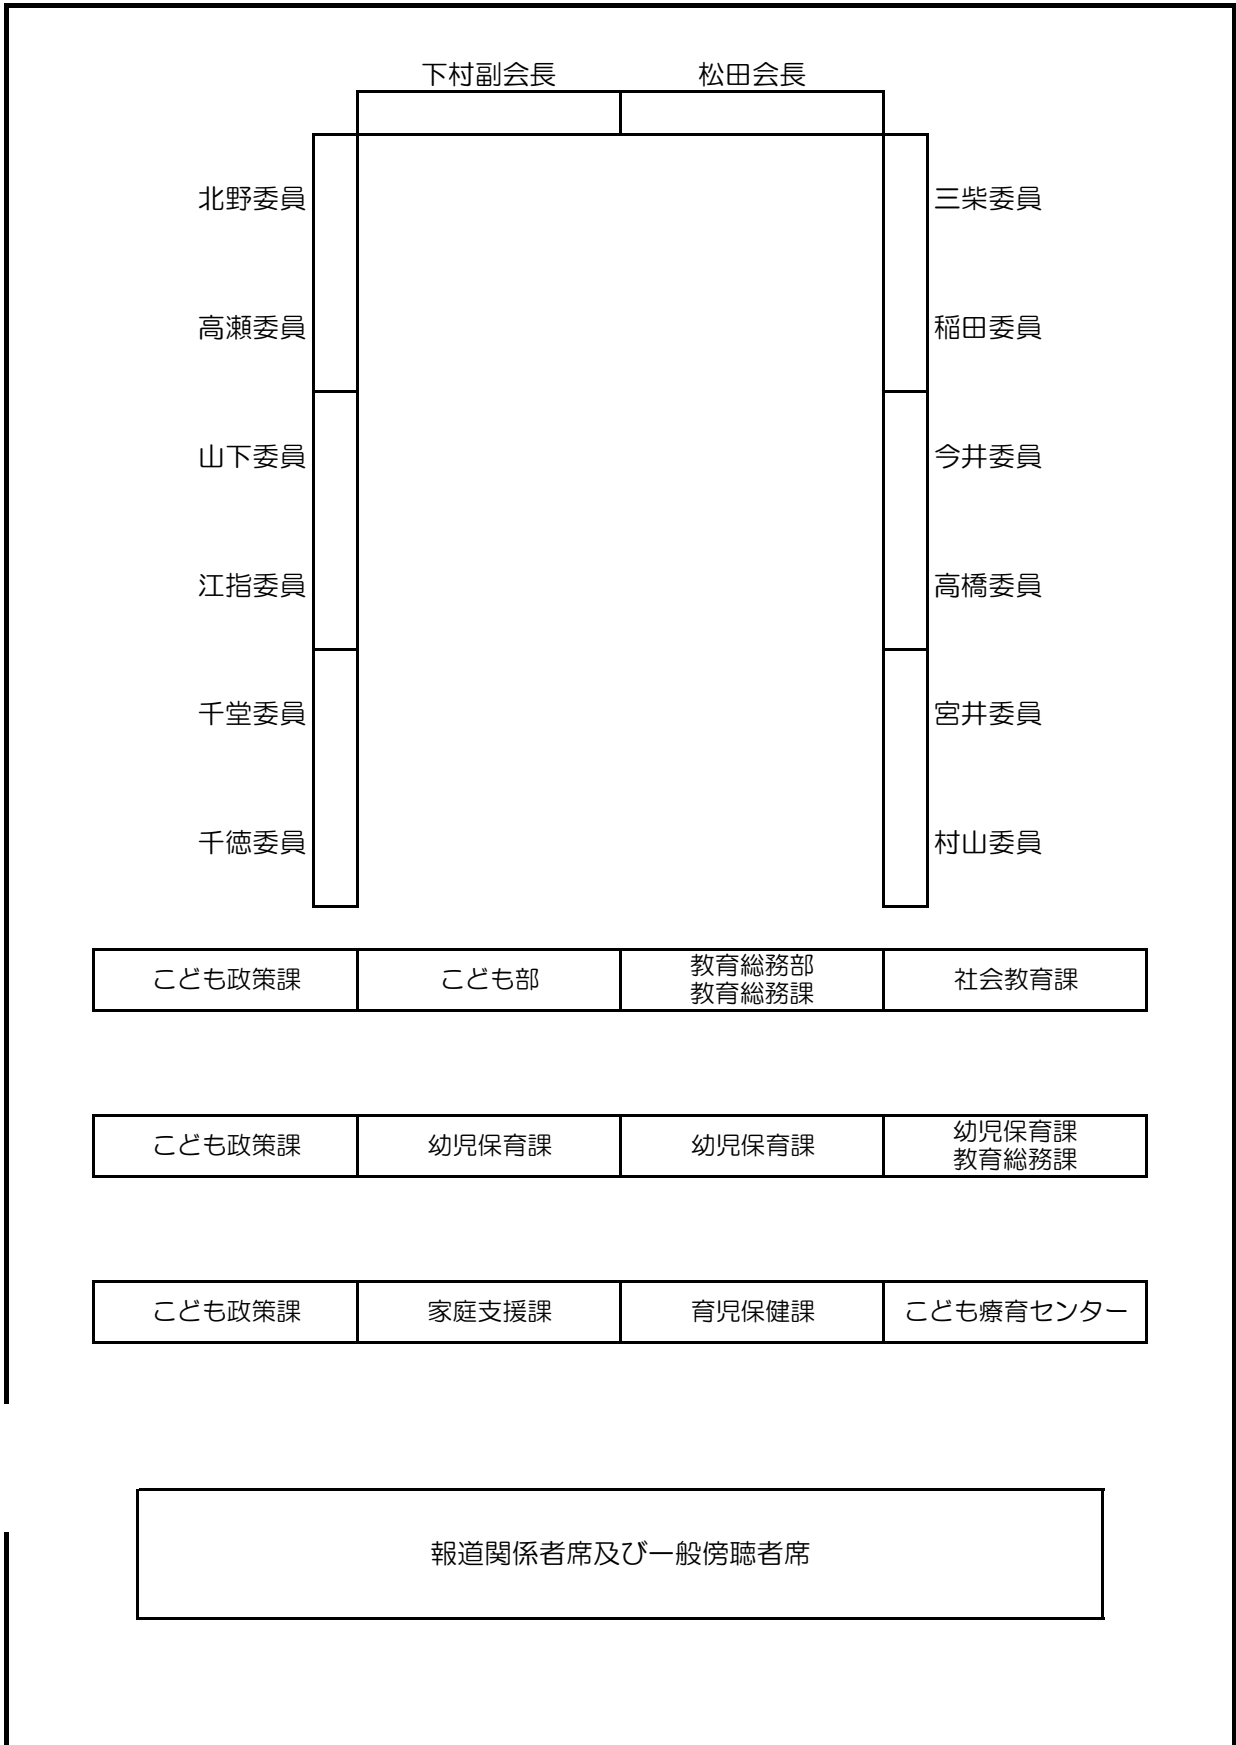 下村副会長
松田会長
北野委員
三柴委員
高瀬委員
稲田委員
山下委員
今井委員
江指委員
高橋委員
千堂委員
宮井委員
千徳委員
村山委員
こども政策課
こども部
教育総務部
教育総務課
社会教育課
こども政策課
幼児保育課
幼児保育課
幼児保育課
教育総務課
こども政策課
家庭支援課
育児保健課
こども療育センター
報道関係者席及び一般傍聴者席